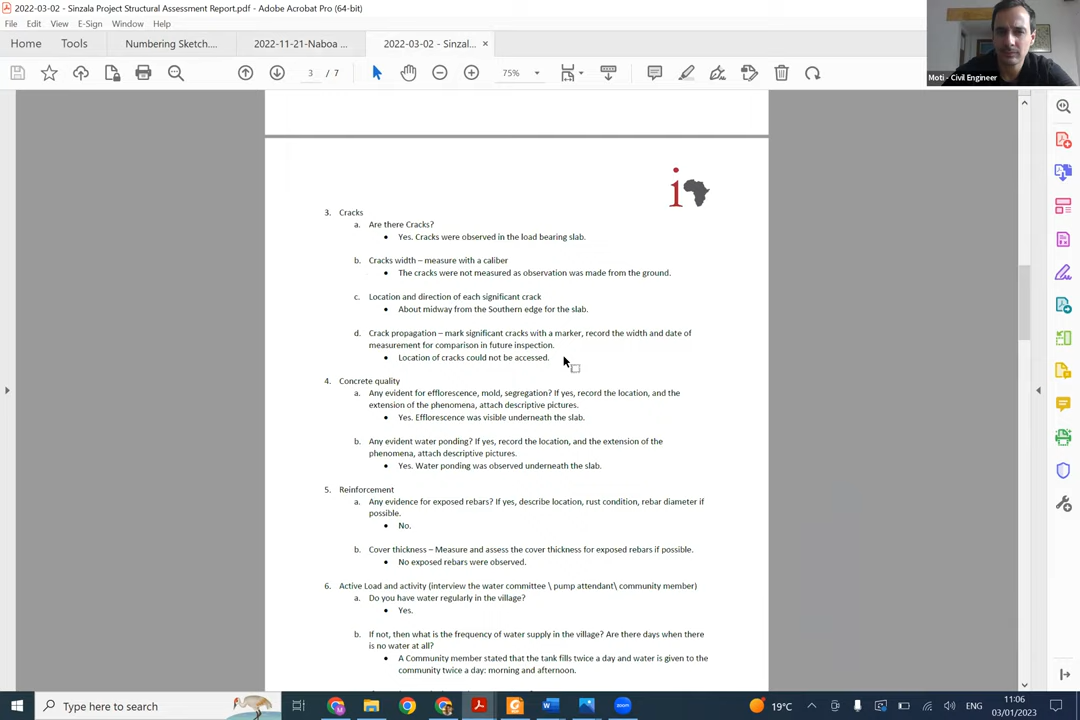 2022-03-02 - Sinzala Project Structural Assessment Report.pdf - Adobe Acrobat Pro (64-bit)
File Edit View E-Sign Window Help
Home Tools Numbering Sketch.... 2022-11-21-Naboa ... 2022-03-02 - Sinzal... ×
3 / 7 75%
Moti - Civil Engineer
i
3. Cracks
a. Are there Cracks?
• Yes. Cracks were observed in the load bearing slab.
b. Cracks width – measure with a caliber
• The cracks were not measured as observation was made from the ground.
c. Location and direction of each significant crack
• About midway from the Southern edge for the slab.
d. Crack propagation – mark significant cracks with a marker, record the width and date of
measurement for comparison in future inspection.
• Location of cracks could not be accessed.
4. Concrete quality
a. Any evident for efflorescence, mold, segregation? If yes, record the location, and the
extension of the phenomena, attach descriptive pictures.
• Yes. Efflorescence was visible underneath the slab.
b. Any evident water ponding? If yes, record the location, and the extension of the
phenomena, attach descriptive pictures.
• Yes. Water ponding was observed underneath the slab.
5. Reinforcement
a. Any evidence for exposed rebars? If yes, describe location, rust condition, rebar diameter if
possible.
• No.
b. Cover thickness – Measure and assess the cover thickness for exposed rebars if possible.
• No exposed rebars were observed.
6. Active Load and activity (interview the water committee \ pump attendant\ community member)
a. Do you have water regularly in the village?
• Yes.
b. If not, then what is the frequency of water supply in the village? Are there days when there
is no water at all?
• A Community member stated that the tank fills twice a day and water is given to the
community twice a day: morning and afternoon.
Type here to search
zoom
19°C
ENG
11:06
03/01/2023